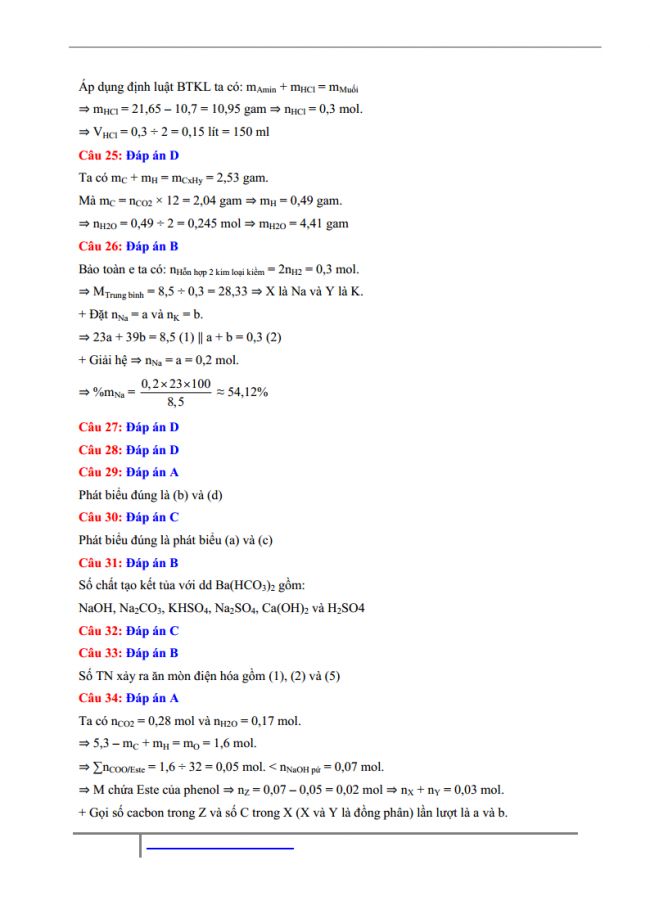 Áp dụng định luật BTKL ta có: mAmin + mHCl = mMuối
⇒ mHCl = 21,65 – 10,7 = 10,95 gam ⇒ nHCl = 0,3 mol.
⇒ VHCl = 0,3 ÷ 2 = 0,15 lít = 150 ml
Câu 25: Đáp án D
Ta có mC + mH = mCxHy = 2,53 gam.
Mà mC = nCO2 × 12 = 2,04 gam ⇒ mH = 0,49 gam.
⇒ nH2O = 0,49 ÷ 2 = 0,245 mol ⇒ mH2O = 4,41 gam
Câu 26: Đáp án B
Bảo toàn e ta có: nHỗn hợp 2 kim loại kiềm = 2nH2 = 0,3 mol.
⇒ MTrung bình = 8,5 ÷ 0,3 = 28,33 ⇒ X là Na và Y là K.
+ Đặt nNa = a và nK = b.
⇒ 23a + 39b = 8,5 (1) || a + b = 0,3 (2)
+ Giải hệ ⇒ nNa = a = 0,2 mol.
⇒ %mNa = 0,2×23×100 / 8,5 ≈ 54,12%
Câu 27: Đáp án D
Câu 28: Đáp án D
Câu 29: Đáp án A
Phát biểu đúng là (b) và (d)
Câu 30: Đáp án C
Phát biểu đúng là phát biểu (a) và (c)
Câu 31: Đáp án B
Số chất tạo kết tủa với dd Ba(HCO3)2 gồm:
NaOH, Na2CO3, KHSO4, Na2SO4, Ca(OH)2 và H2SO4
Câu 32: Đáp án C
Câu 33: Đáp án B
Số TN xảy ra ăn mòn điện hóa gồm (1), (2) và (5)
Câu 34: Đáp án A
Ta có nCO2 = 0,28 mol và nH2O = 0,17 mol.
⇒ 5,3 – mC + mH = mO = 1,6 mol.
⇒ ∑nCOO/Este = 1,6 ÷ 32 = 0,05 mol. < nNaOH pứ = 0,07 mol.
⇒ M chứa Este của phenol ⇒ nZ = 0,07 – 0,05 = 0,02 mol ⇒ nX + nY = 0,03 mol.
+ Gọi số cacbon trong Z và số C trong X (X và Y là đồng phân) lần lượt là a và b.